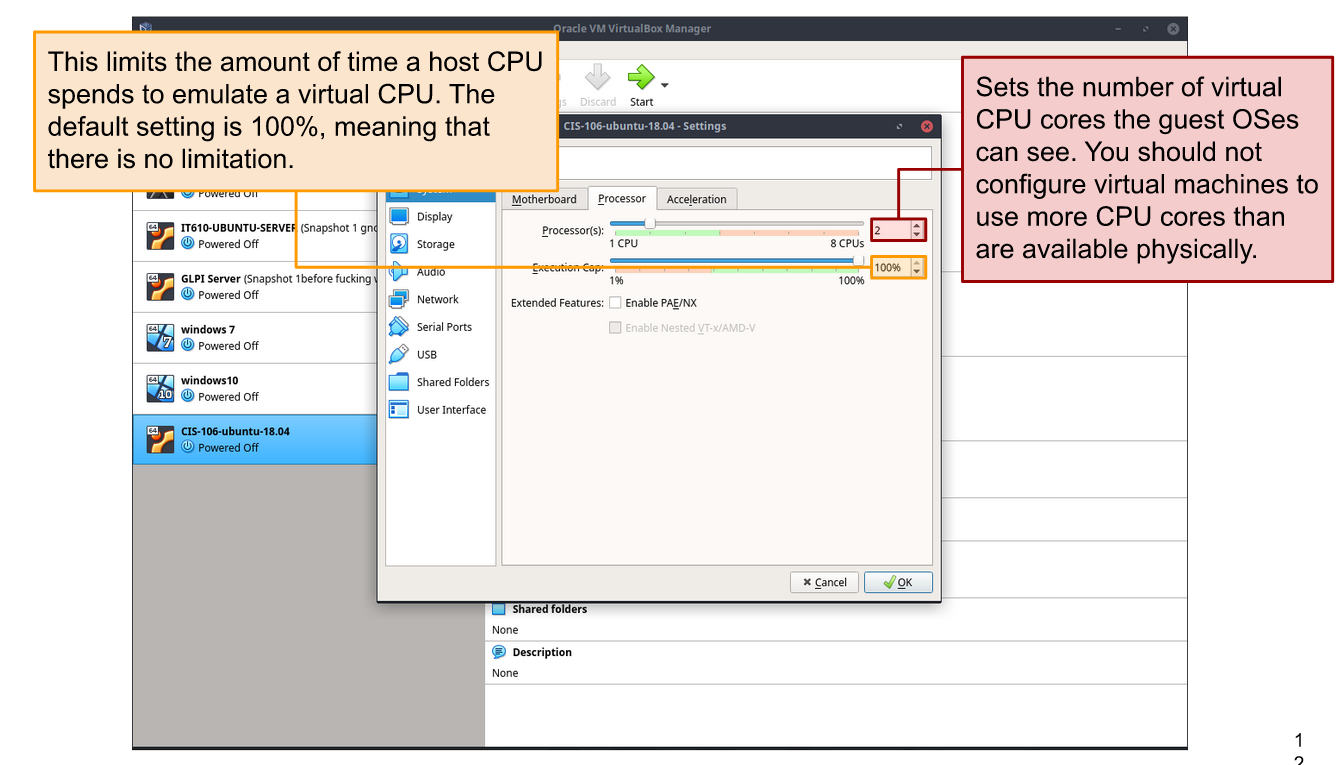 Oracle VM VirtualBox Manager
This limits the amount of time a host CPU
spends to emulate a virtual CPU. The
default setting is 100%, meaning that
there is no limitation.
Discard
Start
Sets the number of virtual
CPU cores the guest OSes
can see. You should not
configure virtual machines to
use more CPU cores than
are available physically.
CIS-106-ubuntu-18.04 - Settings
Powered Off
64
IT610-UBUNTU-SERVER (Snapshot 1
Powered Off
64
GLPI Server (Snapshot 1before fucking
Powered Off
64
7
windows 7
Powered Off
64
10
windows10
Powered Off
64
CIS-106-ubuntu-18.04
Powered Off
Display
Storage
Audio
Network
Serial Ports
USB
Shared Folders
User Interface
Motherboard
Processor
Acceleration
Processor(s):
2
1 CPU
8 CPUs
Execution Cap:
100%
1%
100%
Extended Features:
Enable PAE/NX
Enable Nested VT-x/AMD-V
Cancel
OK
Shared folders
None
Description
None
1
2